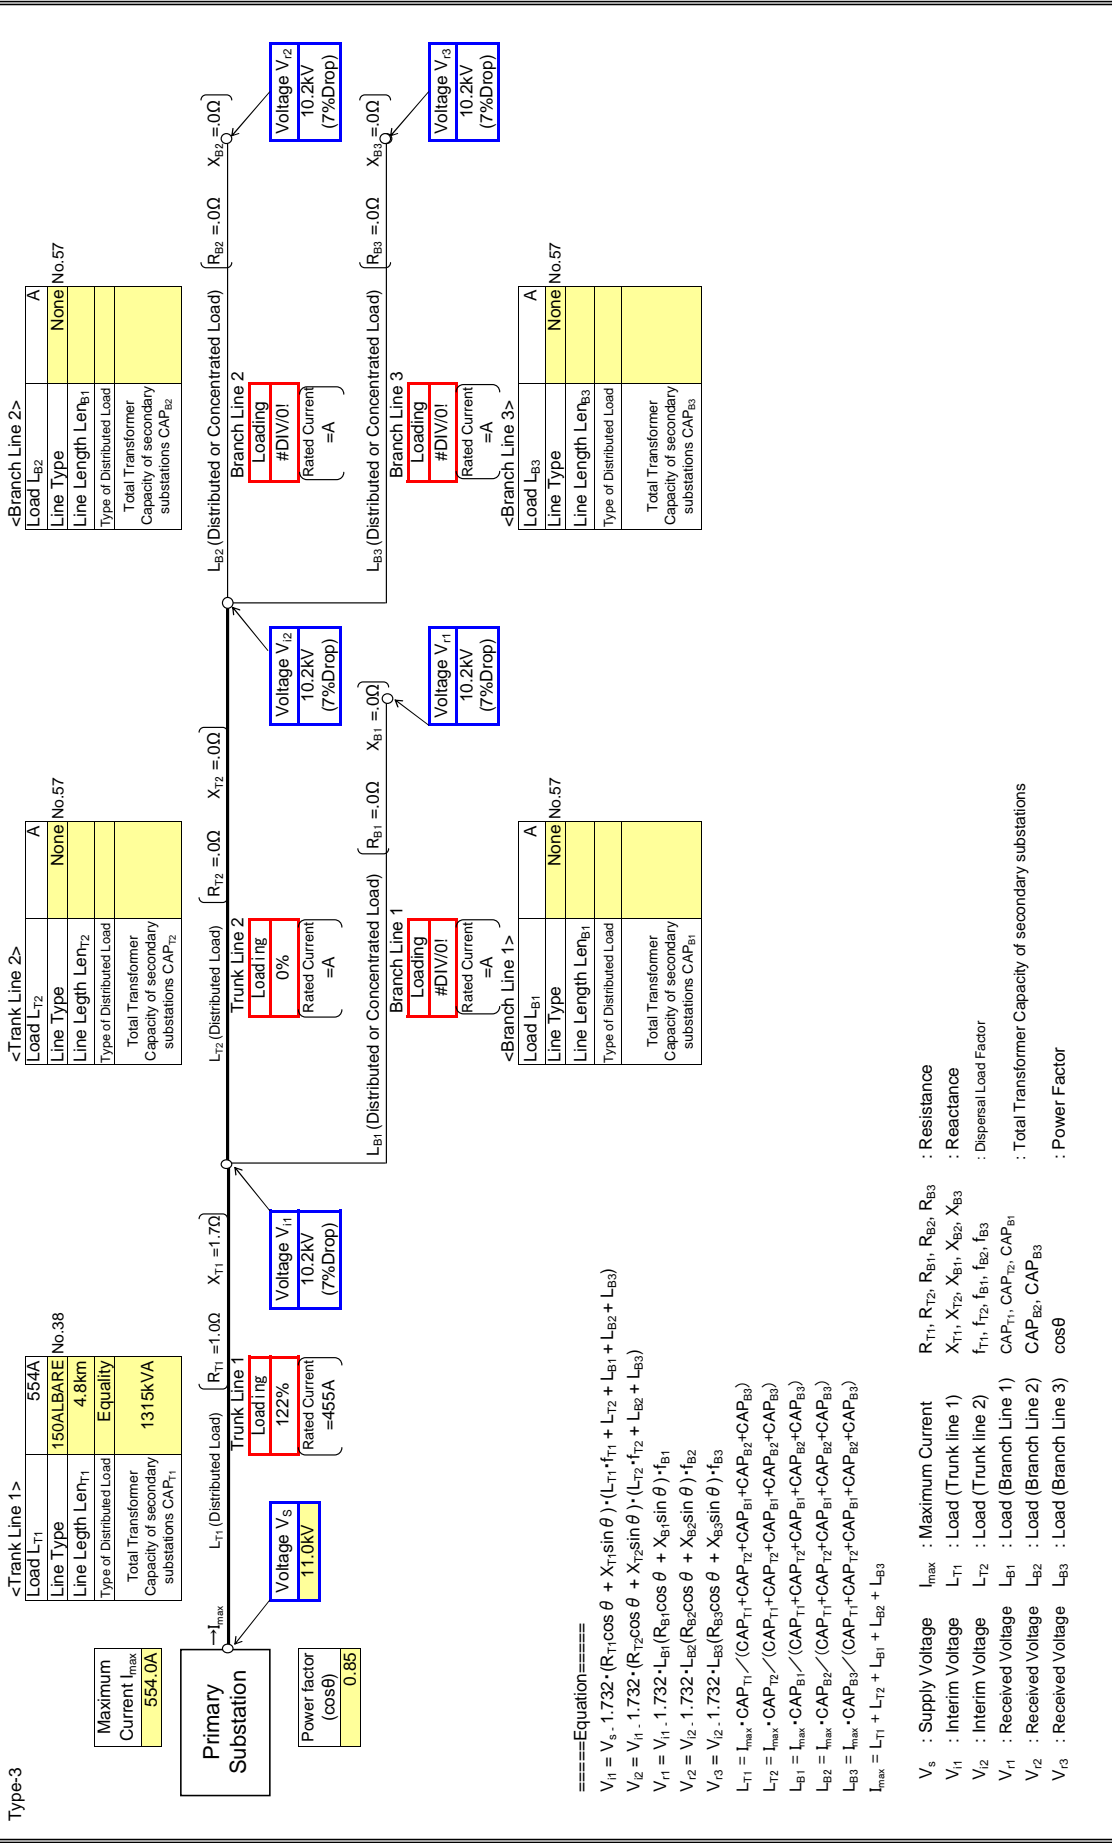 Type-3
Maximum
Current Imax
554.0A
Primary
Substation
Power factor
(cosθ)
0.85
→Imax
Voltage VS
11.0kV
<Trank Line 1>
Load LT1 554A
Line Type 150ALBARE No.38
Line Legth LenT1 4.8km
Type of Distributed Load Equality
Total Transformer
Capacity of secondary
substations CAPT1
1315kVA
LT1 (Distributed Load) RT1 =1.0Ω XT1 =1.7Ω
Trunk Line 1
Loading
122%
Rated Current
=455A
Voltage Vi1
10.2kV
(7%Drop)
<Trank Line 2>
Load LT2 A
Line Type None No.57
Line Length LenT2
Type of Distributed Load
Total Transformer
Capacity of secondary
substations CAPT2
LT2 (Distributed Load) RT2 =.0Ω XT2 =.0Ω
Trunk Line 2
Loading
0%
Rated Current
=A
Voltage Vi2
10.2kV
(7%Drop)
LB1 (Distributed or Concentrated Load) RB1 =.0Ω XB1 =.0Ω
Branch Line 1
Loading
#DIV/0!
Rated Current
=A
Voltage Vr1
10.2kV
(7%Drop)
<Branch Line 1>
Load LB1 A
Line Type None No.57
Line Length LenB1
Type of Distributed Load
Total Transformer
Capacity of secondary
substations CAPB1
<Branch Line 2>
Load LB2 A
Line Type None No.57
Line Length LenB1
Type of Distributed Load
Total Transformer
Capacity of secondary
substations CAPB2
LB2 (Distributed or Concentrated Load) RB2 =.0Ω XB2 =.0Ω
Branch Line 2
Loading
#DIV/0!
Rated Current
=A
Voltage Vr2
10.2kV
(7%Drop)
LB3 (Distributed or Concentrated Load) RB3 =.0Ω XB3 =.0Ω
Branch Line 3
Loading
#DIV/0!
Rated Current
=A
Voltage Vr3
10.2kV
(7%Drop)
<Branch Line 3>
Load LB3 A
Line Type None No.57
Line Length LenB3
Type of Distributed Load
Total Transformer
Capacity of secondary
substations CAPB3
=====Equation=====
Vi1 = Vs - 1.732・(RT1cos θ + XT1sin θ)・(LT1・fT1 + LT2 + LB1 + LB2 + LB3)
Vi2 = Vi1 - 1.732・(RT2cos θ + XT2sin θ)・(LT2・fT2 + LB2 + LB3)
Vr1 = Vi1 - 1.732・LB1(RB1cos θ + XB1sin θ)・fB1
Vr2 = Vi2 - 1.732・LB2(RB2cos θ + XB2sin θ)・fB2
Vr3 = Vi2 - 1.732・LB3(RB3cos θ + XB3sin θ)・fB3
LT1 = Imax・CAPT1／(CAPT1+CAPT2+CAPB1+CAPB2+CAPB3)
LT2 = Imax・CAPT2／(CAPT1+CAPT2+CAPB1+CAPB2+CAPB3)
LB1 = Imax・CAPB1／(CAPT1+CAPT2+CAPB1+CAPB2+CAPB3)
LB2 = Imax・CAPB2／(CAPT1+CAPT2+CAPB1+CAPB2+CAPB3)
LB3 = Imax・CAPB3／(CAPT1+CAPT2+CAPB1+CAPB2+CAPB3)
Imax = LT1 + LT2 + LB1 + LB2 + LB3
Vs : Supply Voltage Imax : Maximum Current RT1, RT2, RB1, RB2, RB3 : Resistance
Vi1 : Interim Voltage LT1 : Load (Trunk line 1) XT1, XT2, XB1, XB2, XB3 : Reactance
Vi2 : Interim Voltage LT2 : Load (Trunk line 2) fT1, fT2, fB1, fB2, fB3 : Dispersal Load Factor
Vr1 : Received Voltage LB1 : Load (Branch Line 1) CAPT1, CAPT2, CAPB1 : Total Transformer Capacity of secondary substations
Vr2 : Received Voltage LB2 : Load (Branch Line 2) CAPB2, CAPB3
Vr3 : Received Voltage LB3 : Load (Branch Line 3) cosθ : Power Factor